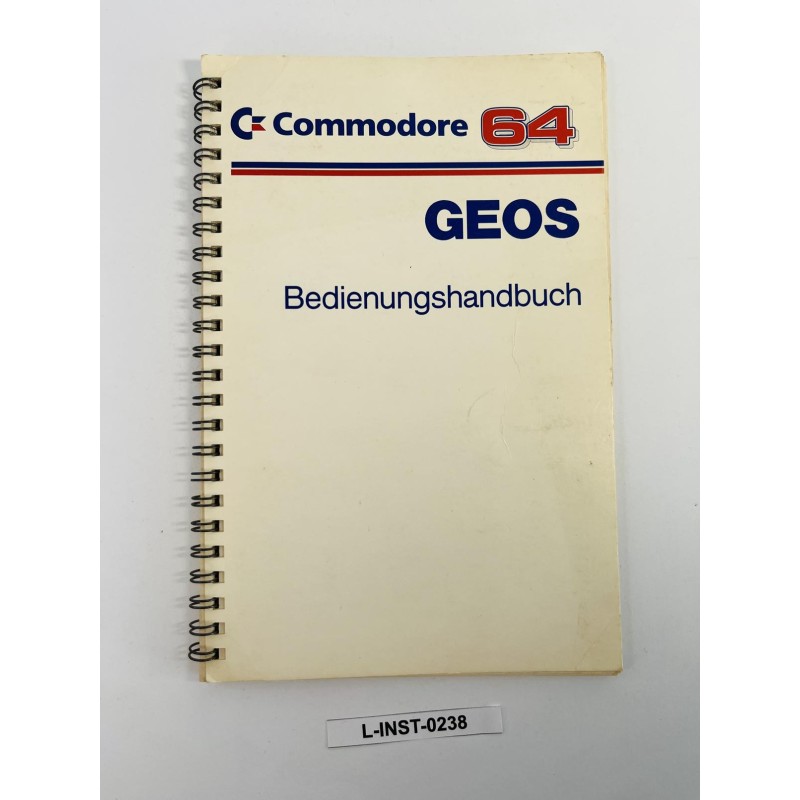 Commodore 64
GEOS
Bedienungshandbuch
L-INST-0238